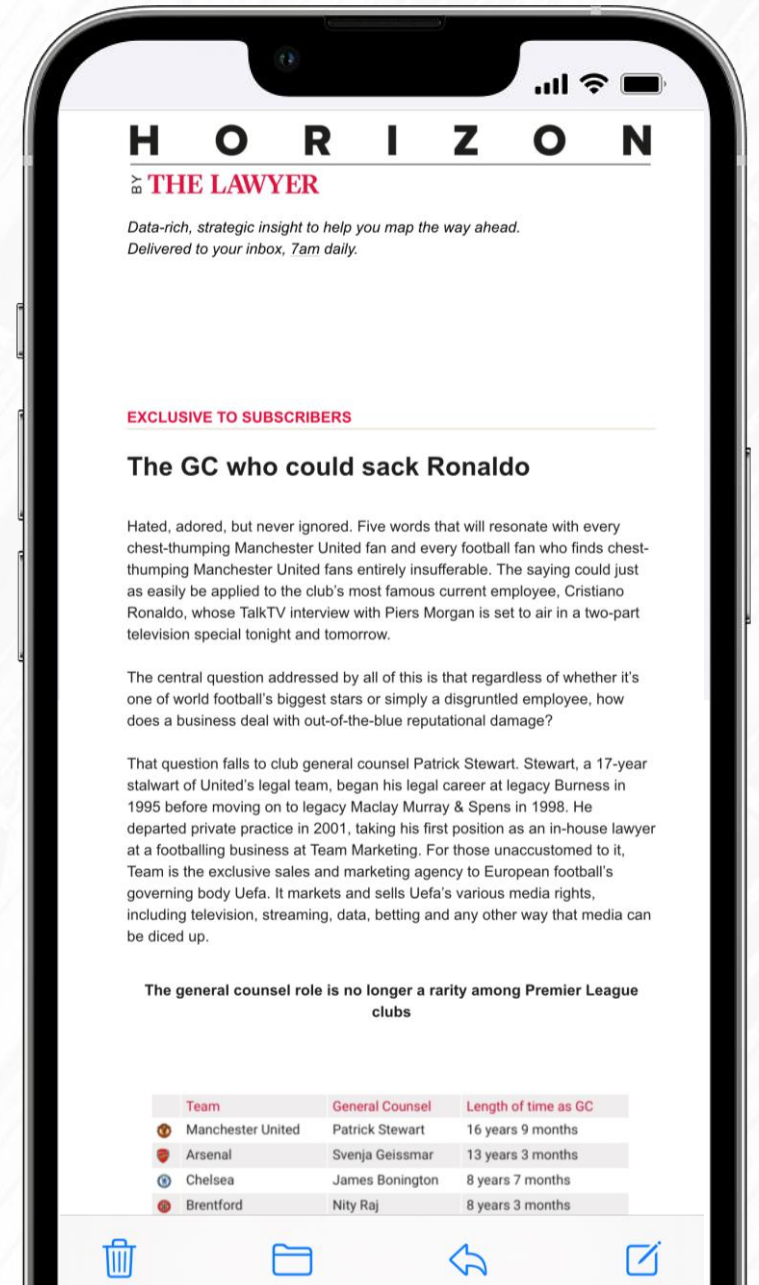 H O R I Z O N
BY THE LAWYER
Data-rich, strategic insight to help you map the way ahead.
Delivered to your inbox, 7am daily.
EXCLUSIVE TO SUBSCRIBERS
The GC who could sack Ronaldo
Hated, adored, but never ignored. Five words that will resonate with every
chest-thumping Manchester United fan and every football fan who finds chest-
thumping Manchester United fans entirely insufferable. The saying could just
as easily be applied to the club's most famous current employee, Cristiano
Ronaldo, whose TalkTV interview with Piers Morgan is set to air in a two-part
television special tonight and tomorrow.
The central question addressed by all of this is that regardless of whether it's
one of world football's biggest stars or simply a disgruntled employee, how
does a business deal with out-of-the-blue reputational damage?
That question falls to club general counsel Patrick Stewart. Stewart, a 17-year
stalwart of United's legal team, began his legal career at legacy Burness in
1995 before moving on to legacy Maclay Murray & Spens in 1998. He
departed private practice in 2001, taking his first position as an in-house lawyer
at a footballing business at Team Marketing. For those unaccustomed to it,
Team is the exclusive sales and marketing agency to European football's
governing body Uefa. It markets and sells Uefa's various media rights,
including television, streaming, data, betting and any other way that media can
be diced up.
The general counsel role is no longer a rarity among Premier League
clubs
Team General Counsel Length of time as GC
Manchester United Patrick Stewart 16 years 9 months
Arsenal Svenja Geissmar 13 years 3 months
Chelsea James Bonington 8 years 7 months
Brentford Nity Raj 8 years 3 months